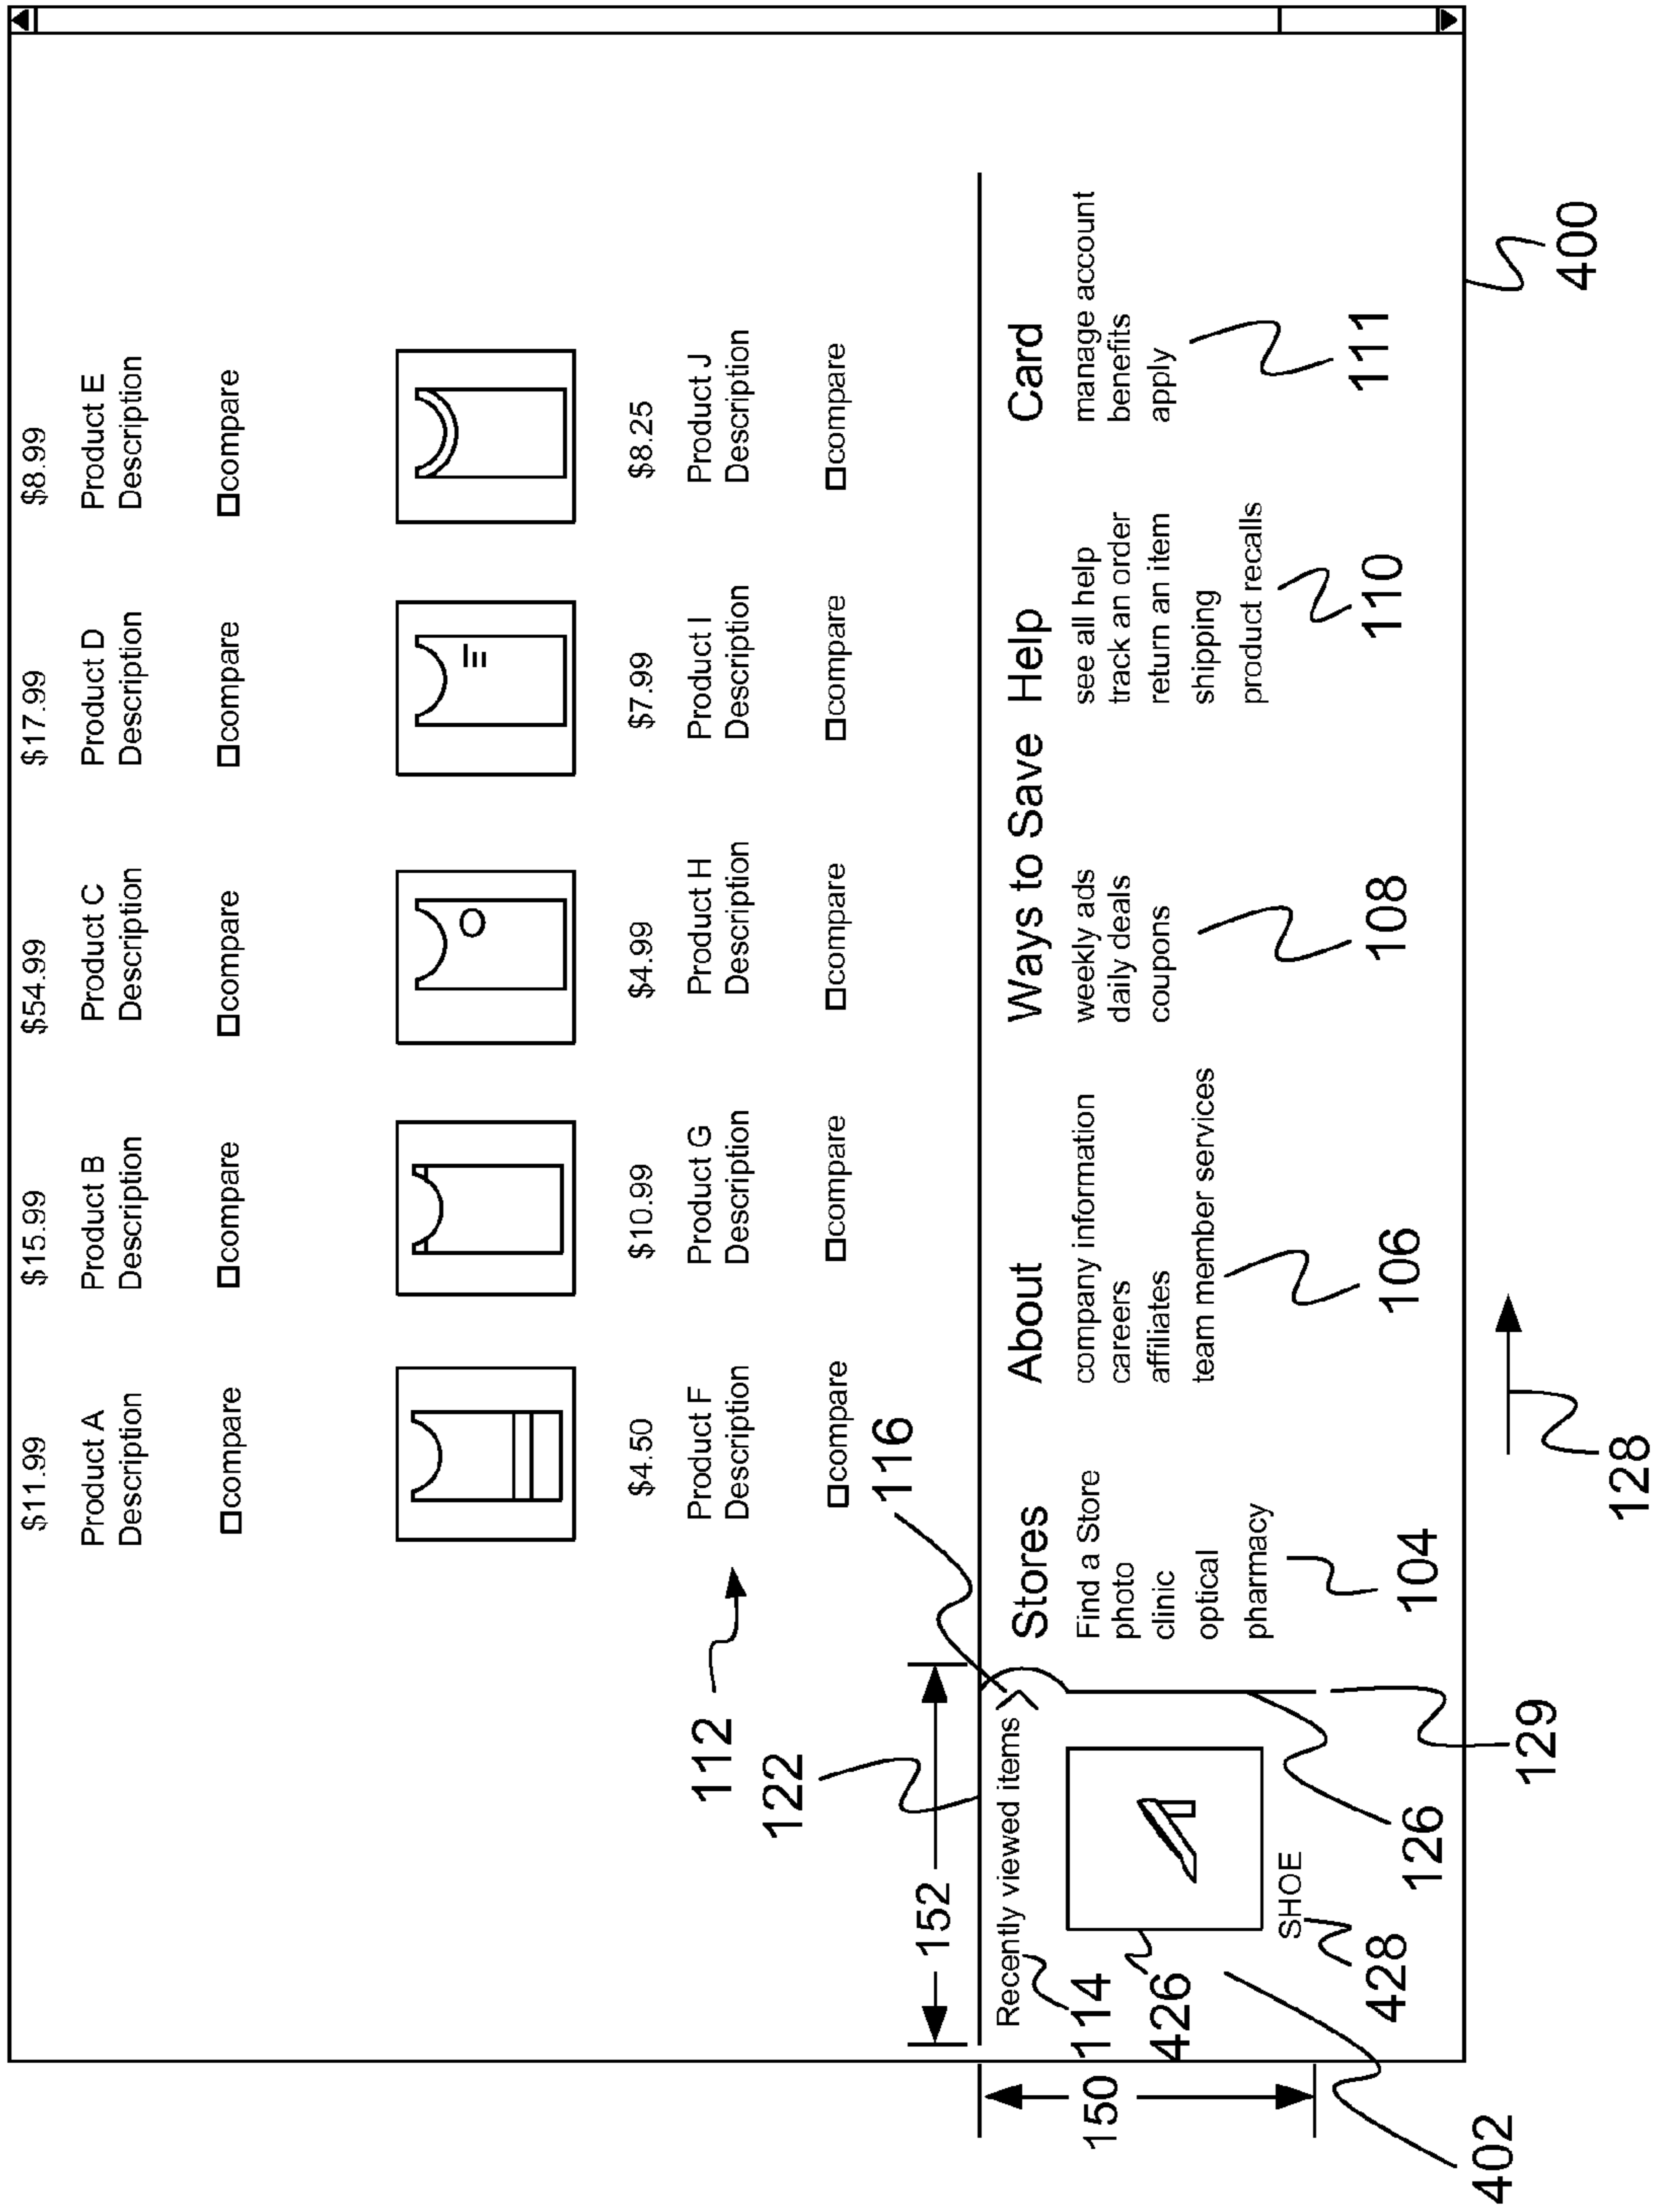 $11.99 $15.99 $54.99 $17.99 $8.99
Product A Product B Product C Product D Product E
Description Description Description Description Description
compare compare compare compare compare
$4.50 $10.99 $4.99 $7.99 $8.25
Product F Product G Product H Product I Product J
Description Description Description Description Description
compare compare compare compare compare
112
122
116
152
Recently viewed items
Stores About Ways to Save Help Card
Find a Store company information weekly ads see all help manage account
photo careers daily deals track an order benefits
clinic affiliates coupons return an item apply
optical team member services shipping
pharmacy product recalls
SHOE
150
114
426
428
402
126
129
104
106
108
110
111
128
400